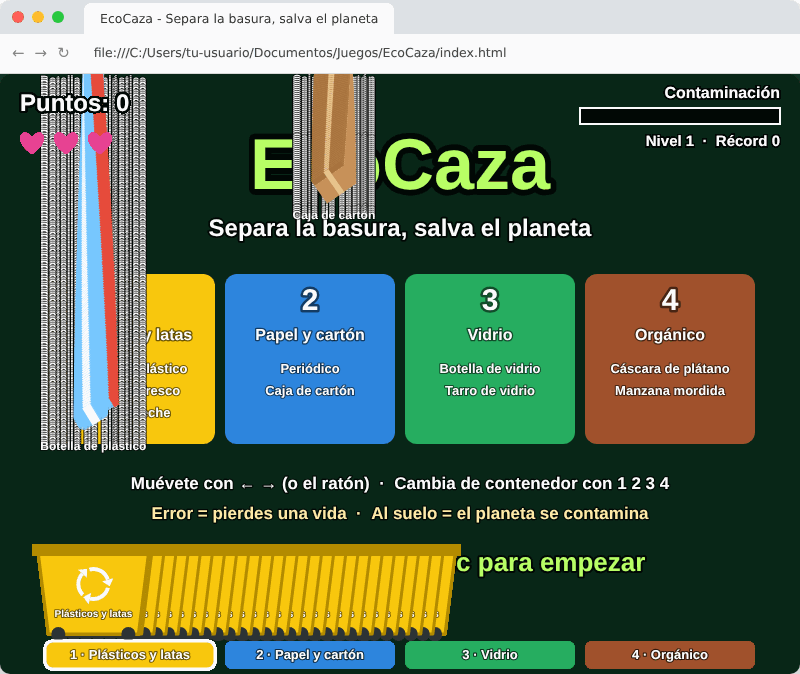 EcoCaza - Separa la basura, salva el planeta
file:///C:/Users/tu-usuario/Documentos/Juegos/EcoCaza/index.html
Puntos: 0
Contaminación
Nivel 1 · Récord 0
Caza
Caja de cartón
Separa la basura, salva el planeta
2
3
4
y latas
Papel y cartón
Vidrio
Orgánico
Periódico
Botella de vidrio
Cáscara de plátano
Caja de cartón
Tarro de vidrio
Manzana mordida
Botella de plástico
Muévete con ← → (o el ratón) · Cambia de contenedor con 1 2 3 4
Error = pierdes una vida · Al suelo = el planeta se contamina
para empezar
Plásticos y latas
1 · Plásticos y latas
2 · Papel y cartón
3 · Vidrio
4 · Orgánico